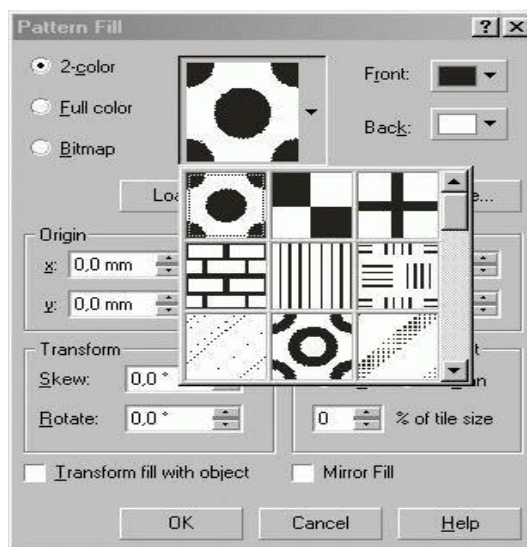 Pattern Fill
2-color
Full color
Bitmap
Front:
Back:
Origin
x: 0,0 mm
y: 0,0 mm
Transform
Skew: 0,0 °
Rotate: 0,0 °
0 % of tile size
Transform fill with object
Mirror Fill
OK
Cancel
Help